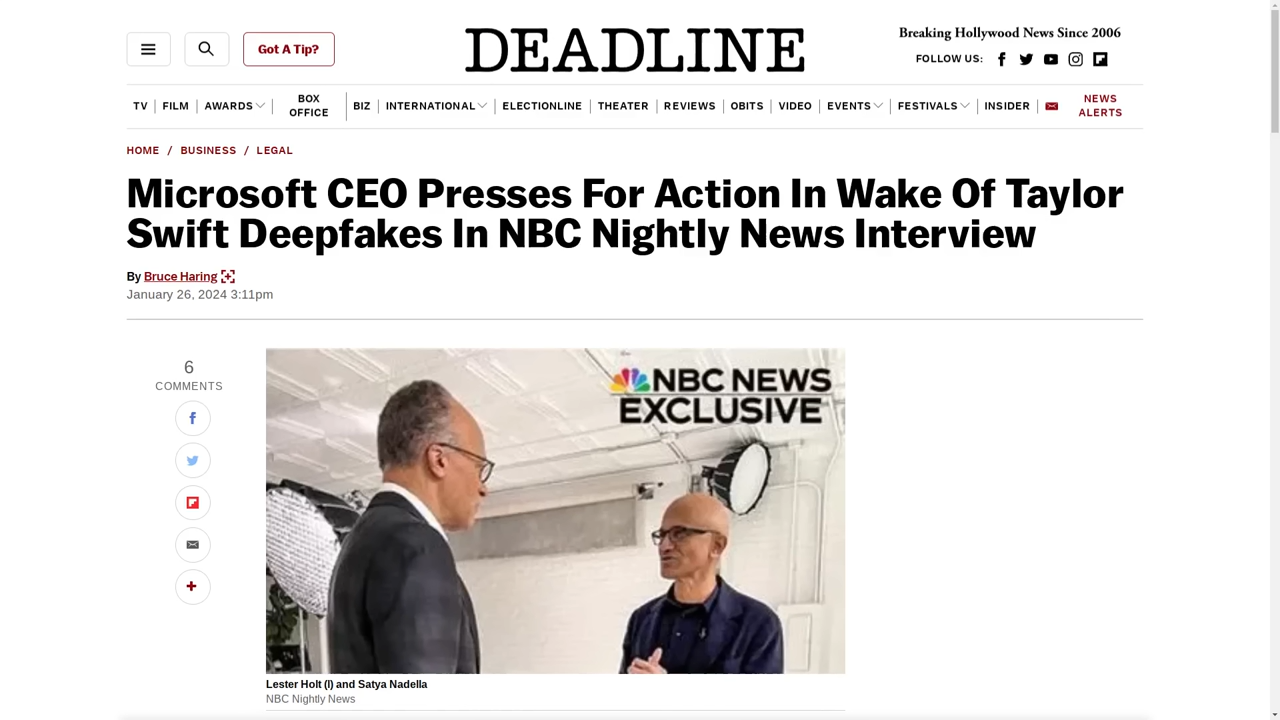 Got A Tip?
DEADLINE
Breaking Hollywood News Since 2006
FOLLOW US:
TV
FILM
AWARDS
BOX
OFFICE
BIZ
INTERNATIONAL
ELECTIONLINE
THEATER
REVIEWS
OBITS
VIDEO
EVENTS
FESTIVALS
INSIDER
NEWS
ALERTS
HOME / BUSINESS / LEGAL
Microsoft CEO Presses For Action In Wake Of Taylor
Swift Deepfakes In NBC Nightly News Interview
By Bruce Haring
January 26, 2024 3:11pm
6
COMMENTS
NBC NEWS
EXCLUSIVE
Lester Holt (l) and Satya Nadella
NBC Nightly News